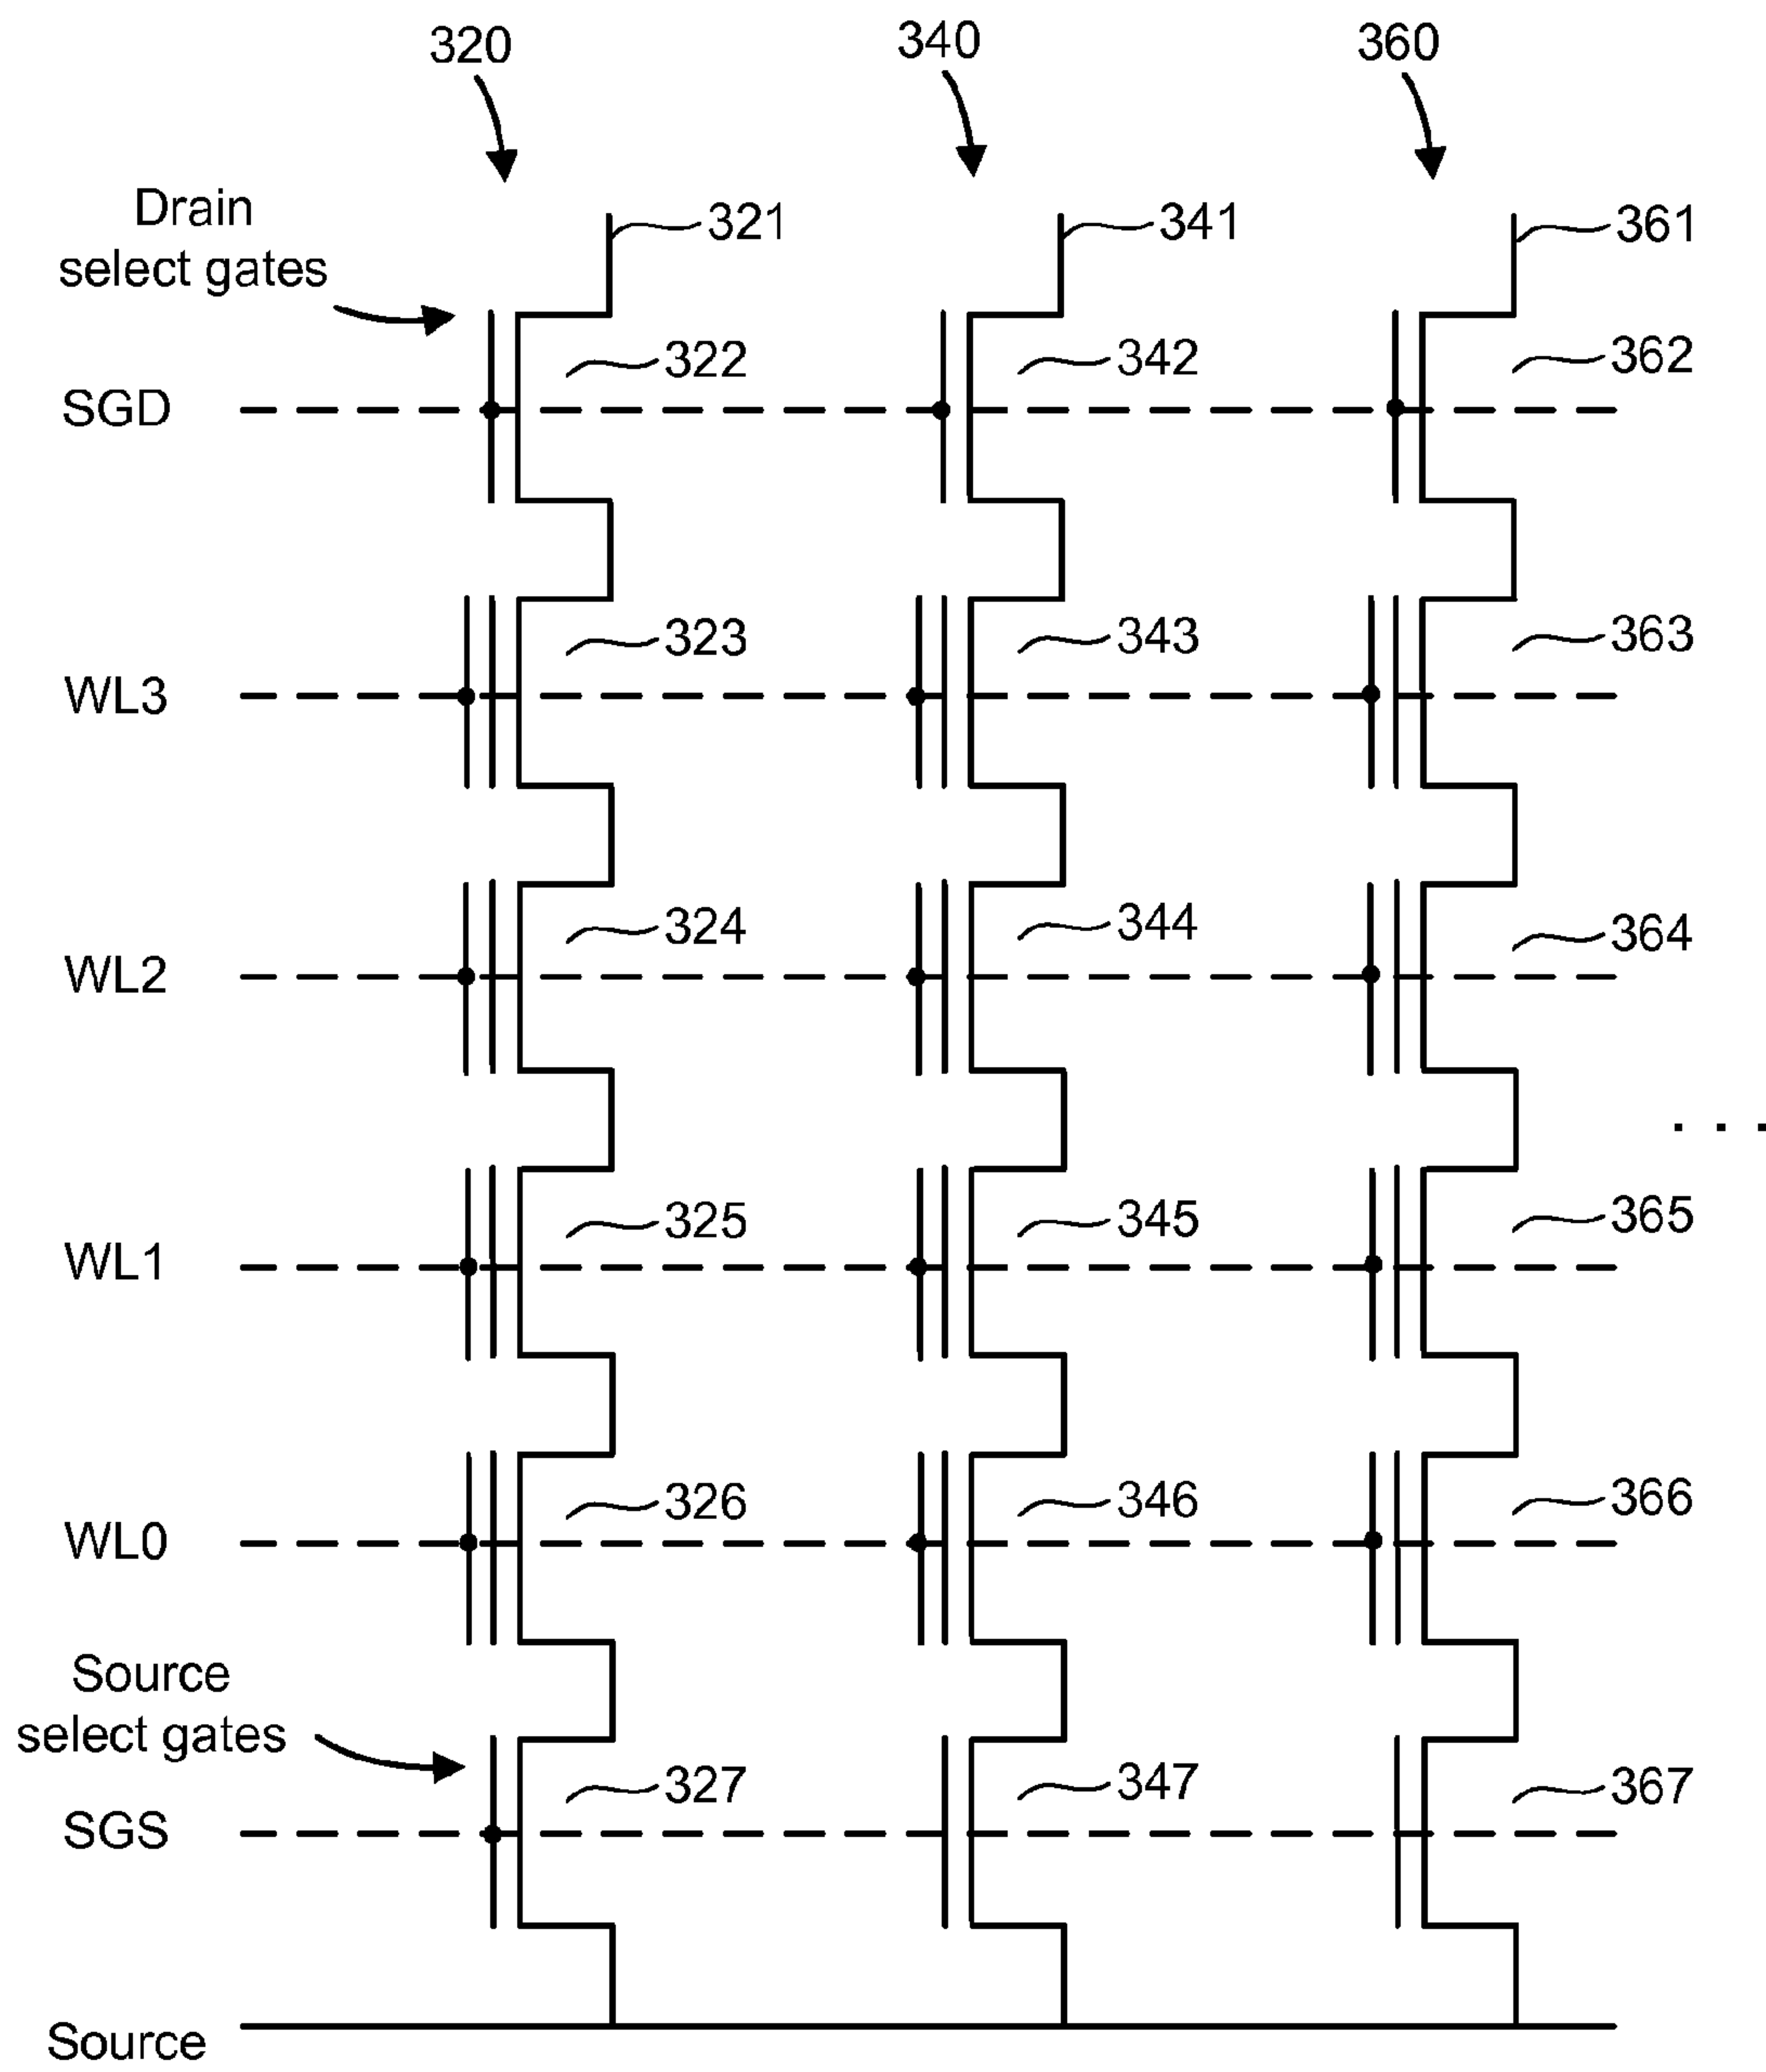 320 340 360
Drain
select gates
321 341 361
322 342 362
SGD
323 343 363
WL3
324 344 364
WL2
. . .
325 345 365
WL1
326 346 366
WL0
Source
select gates
327 347 367
SGS
Source